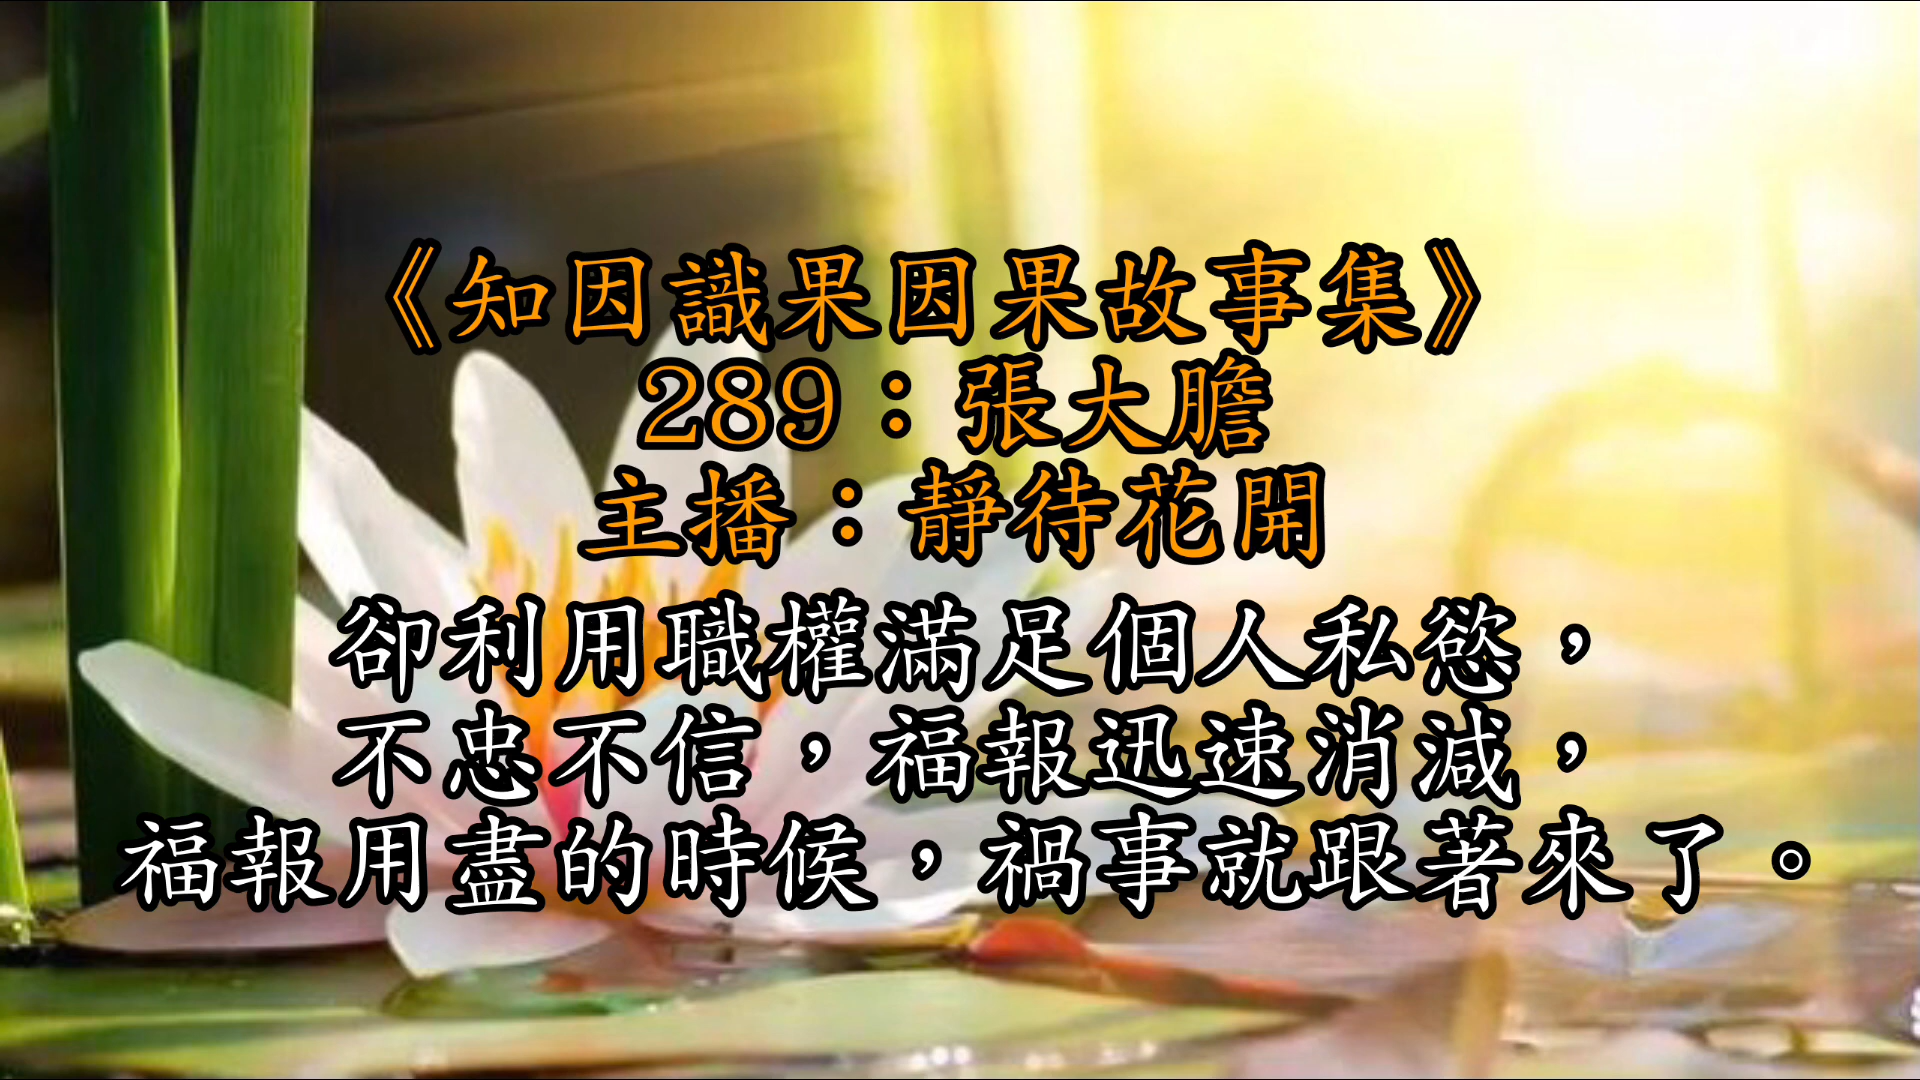 《知因識果因果故事集》
289：張大膽
主播：靜待花開
卻利用職權滿足個人私慾，
不忠不信，福報迅速消減，
福報用盡的時候，禍事就跟著來了。